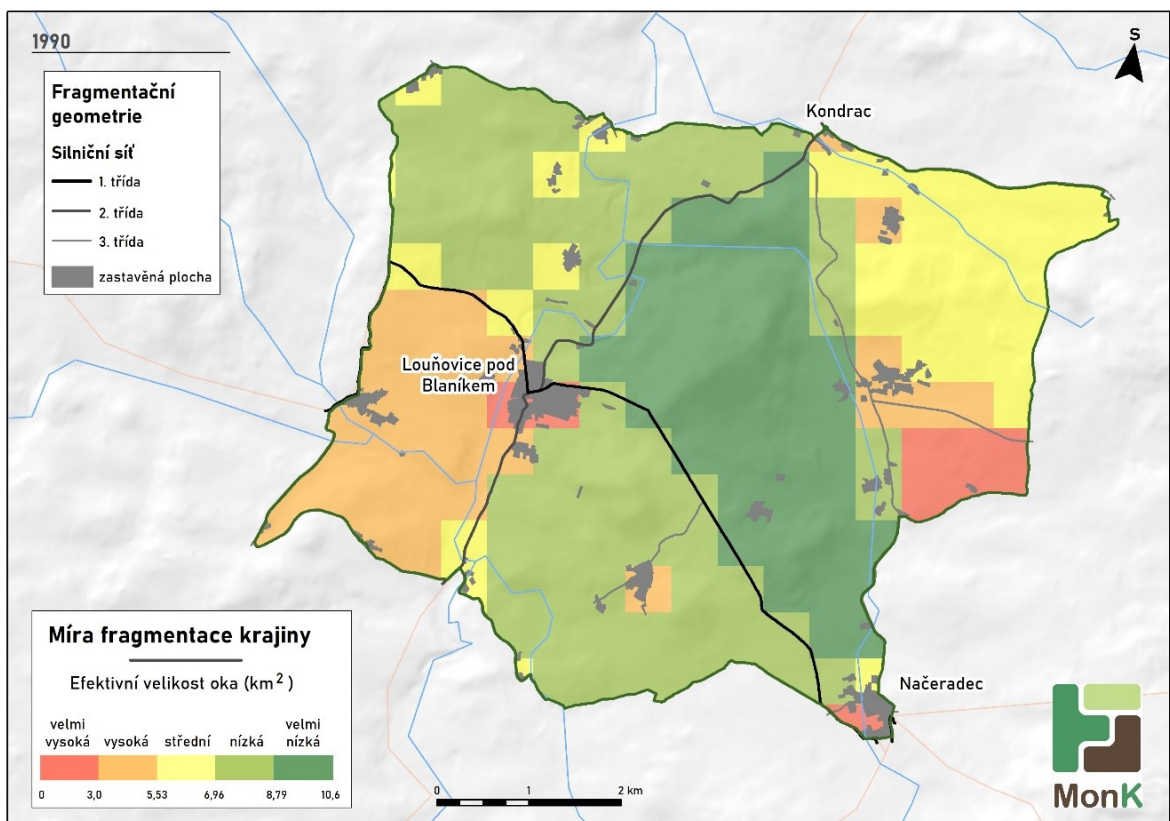 1990
Fragmentační
geometrie
Silniční síť
1. třída
2. třída
3. třída
zastavěná plocha
S
Kondrac
Louňovice pod
Blaníkem
Načeradec
Míra fragmentace krajiny
Efektivní velikost oka (km²)
velmi vysoká vysoká střední nízká velmi nízká
0 3,0 5,53 6,96 8,79 10,6
0 1 2 km
MonK